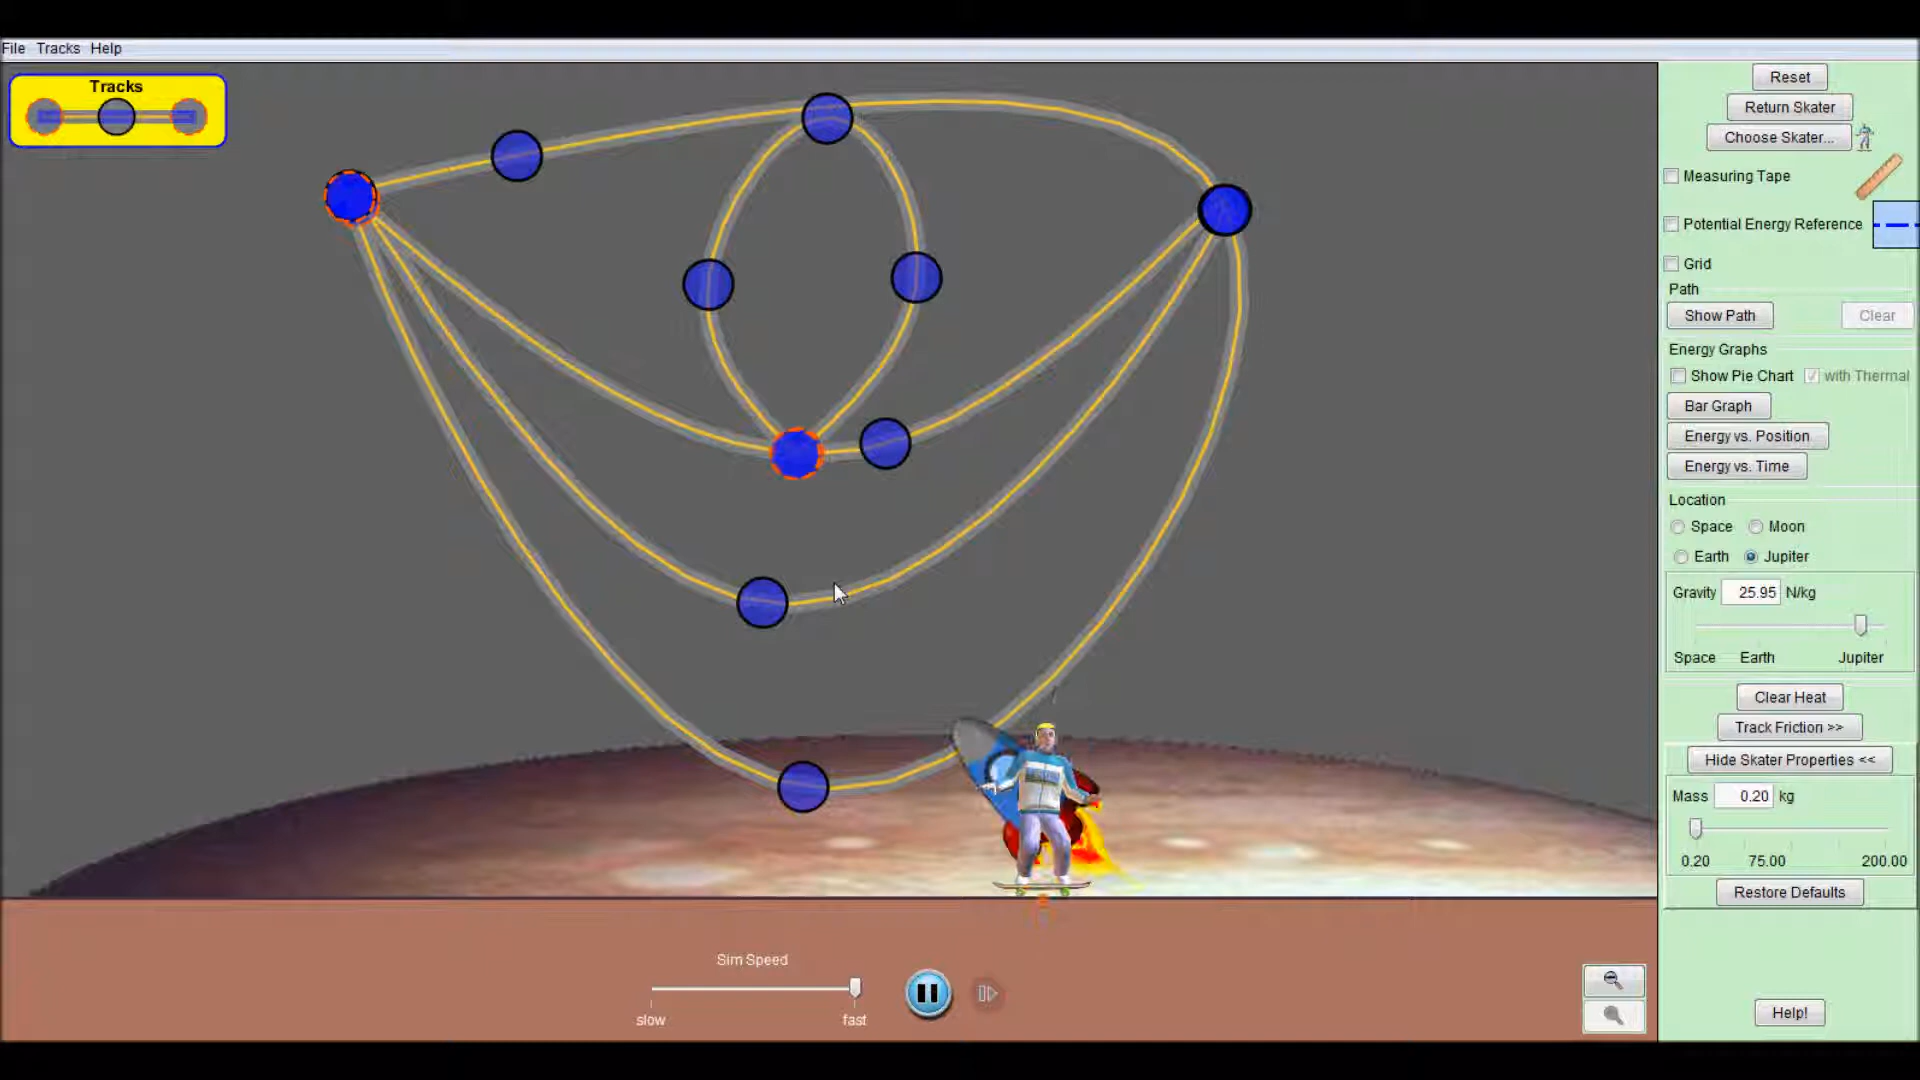 File Tracks Help
Tracks
Reset
Return Skater
Choose Skater...
Measuring Tape
Potential Energy Reference
Grid
Path
Show Path Clear
Energy Graphs
Show Pie Chart with Thermal
Bar Graph
Energy vs. Position
Energy vs. Time
Location
Space Moon
Earth Jupiter
Gravity 25.95 N/kg
Space Earth Jupiter
Clear Heat
Track Friction >>
Hide Skater Properties <<
Mass 0.20 kg
0.20 75.00 200.00
Restore Defaults
Sim Speed
slow fast
Help!